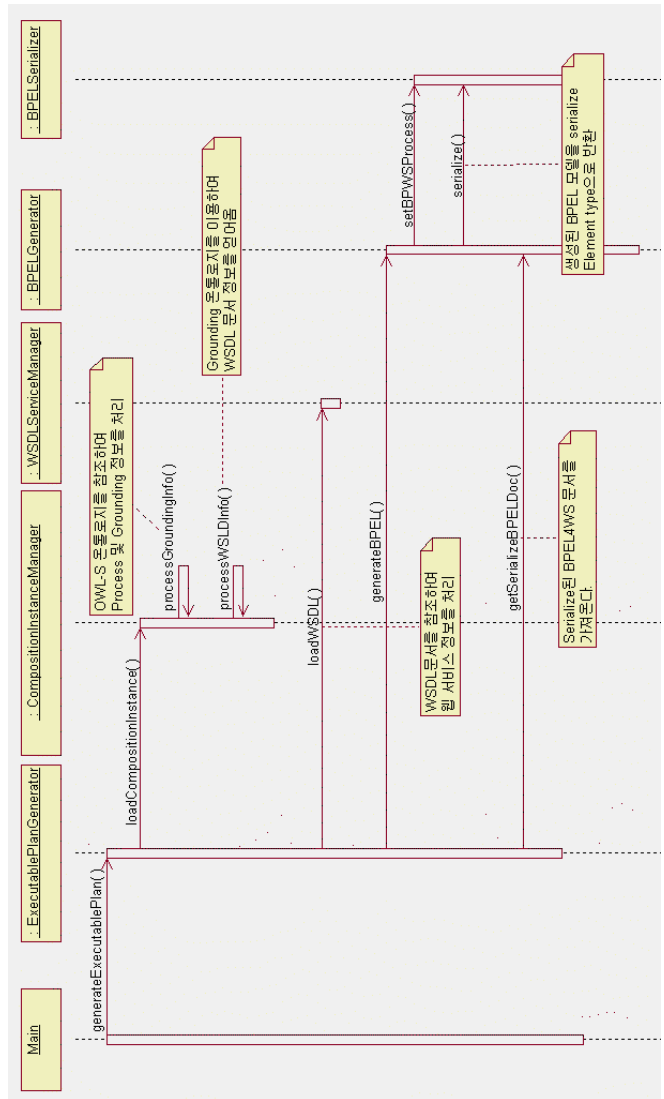 Main
: ExecutablePlanGenerator
: CompositionInstanceManager
: WSDLServiceManager
: BPELGenerator
: BPELSerializer
generateExecutablePlan()
loadCompositionInstance()
OWL-S 온톨로지를 참조하며
Process 및 Grounding 정보를 처리
processGroundingInfo()
Grounding 온톨로지를 이용하여
WSDL 문서 정보를 얻어옴
processWSLDInfo()
loadWSDL()
WSDL문서를 참조하며
웹 서비스 정보를 처리
generateBPEL()
setBPWSProcess()
serialize()
생성된 BPEL 모델을 serialize
Element type으로 반환
getSerializeBPELDoc()
Serialize된 BPEL4WS 문서를
가져온다.